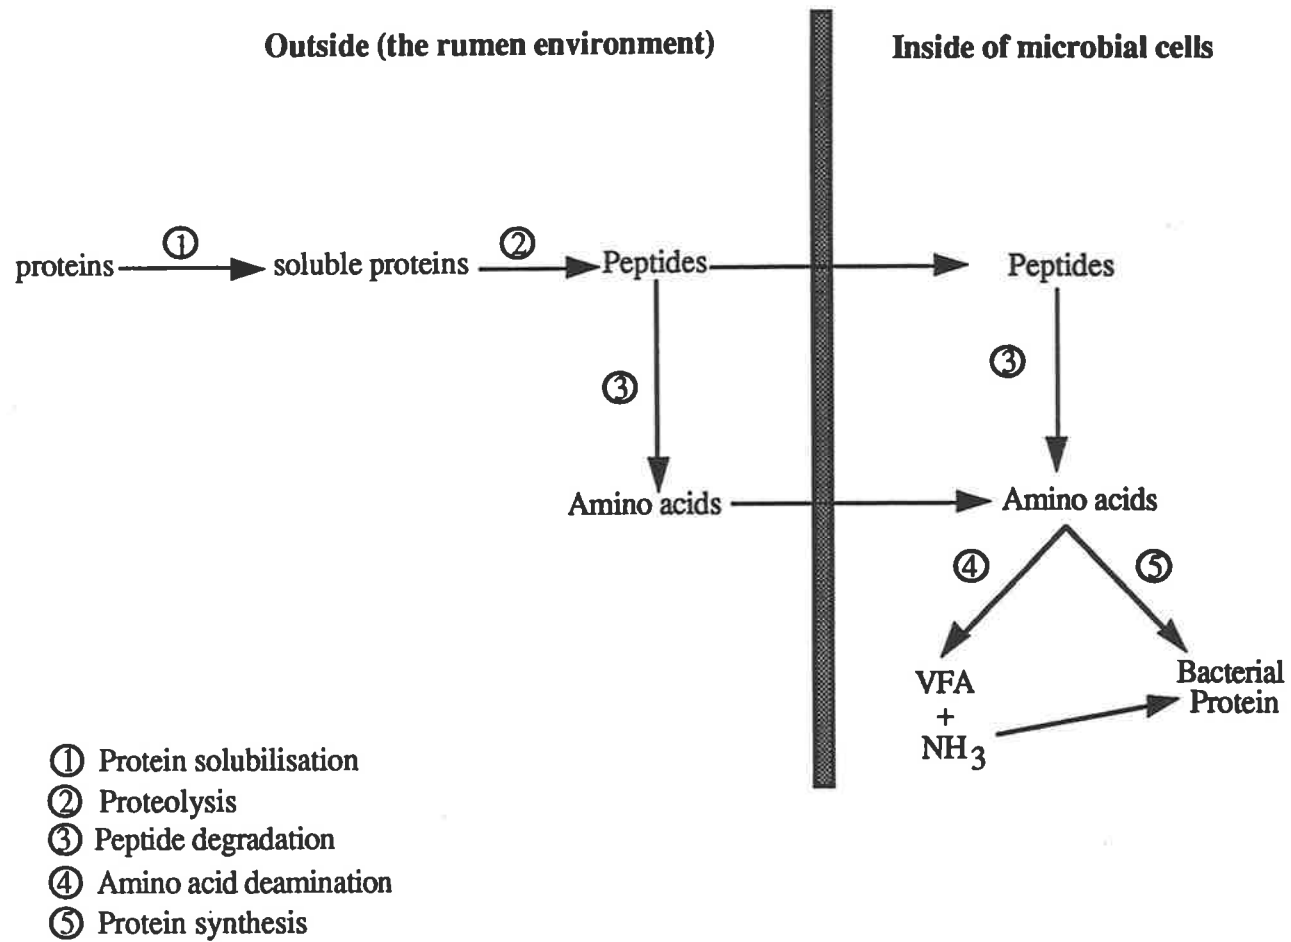 Outside (the rumen environment)
Inside of microbial cells
proteins
①
soluble proteins
②
Peptides
Peptides
③
③
Amino acids
Amino acids
④
⑤
VFA
+
NH3
Bacterial
Protein
① Protein solubilisation
② Proteolysis
③ Peptide degradation
④ Amino acid deamination
⑤ Protein synthesis